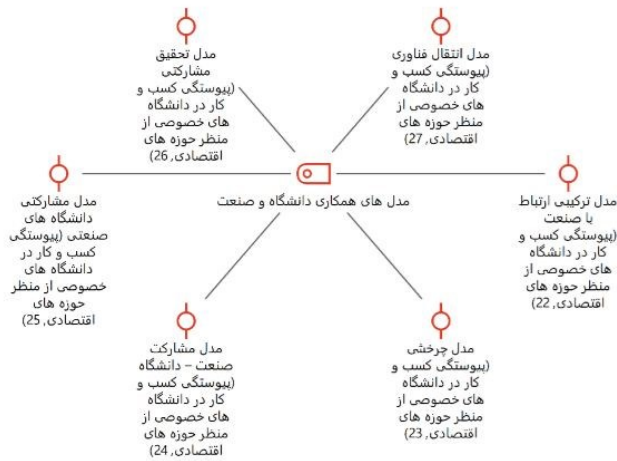 مدل انتقال فناوری
(پیوستگی کسب و
کار در دانشگاه
های خصوصی از
منظر حوزه های
اقتصادی, 27)
مدل تحقیق
مشارکتی
(پیوستگی کسب و
کار در دانشگاه
های خصوصی از
منظر حوزه های
اقتصادی, 26)
مدل های همکاری دانشگاه و صنعت
مدل ترکیبی ارتباط
با صنعت
(پیوستگی کسب و
کار در دانشگاه
های خصوصی از
منظر حوزه های
اقتصادی, 22)
مدل مشارکتی
دانشگاه های
صنعتی (پیوستگی
کسب و کار در
دانشگاه های
خصوصی از منظر
حوزه های
اقتصادی, 25)
مدل چرخشی
(پیوستگی کسب و
کار در دانشگاه
های خصوصی از
منظر حوزه های
اقتصادی, 23)
مدل مشارکت
صنعت – دانشگاه
(پیوستگی کسب و
کار در دانشگاه
های خصوصی از
منظر حوزه های
اقتصادی, 24)